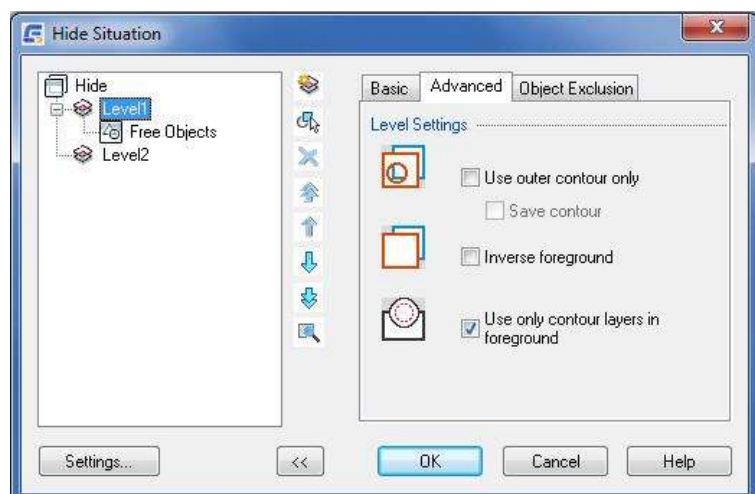 Hide Situation
Hide
Level1
Free Objects
Level2
Basic
Advanced
Object Exclusion
Level Settings
Use outer contour only
Save contour
Inverse foreground
Use only contour layers in
foreground
Settings...
<<
OK
Cancel
Help